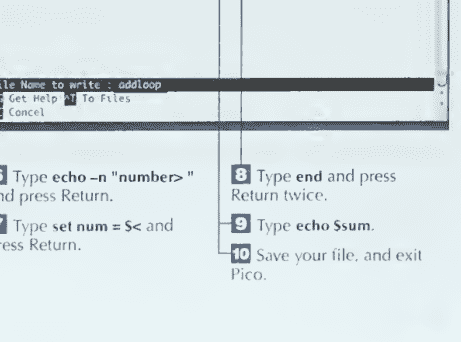 ile Name to write : addloop
Get Help ^T To Files
Cancel
6 Type echo –n "number> "
nd press Return.
7 Type set num = $< and
ress Return.
8 Type end and press
Return twice.
9 Type echo $sum.
10 Save your file, and exit
Pico.